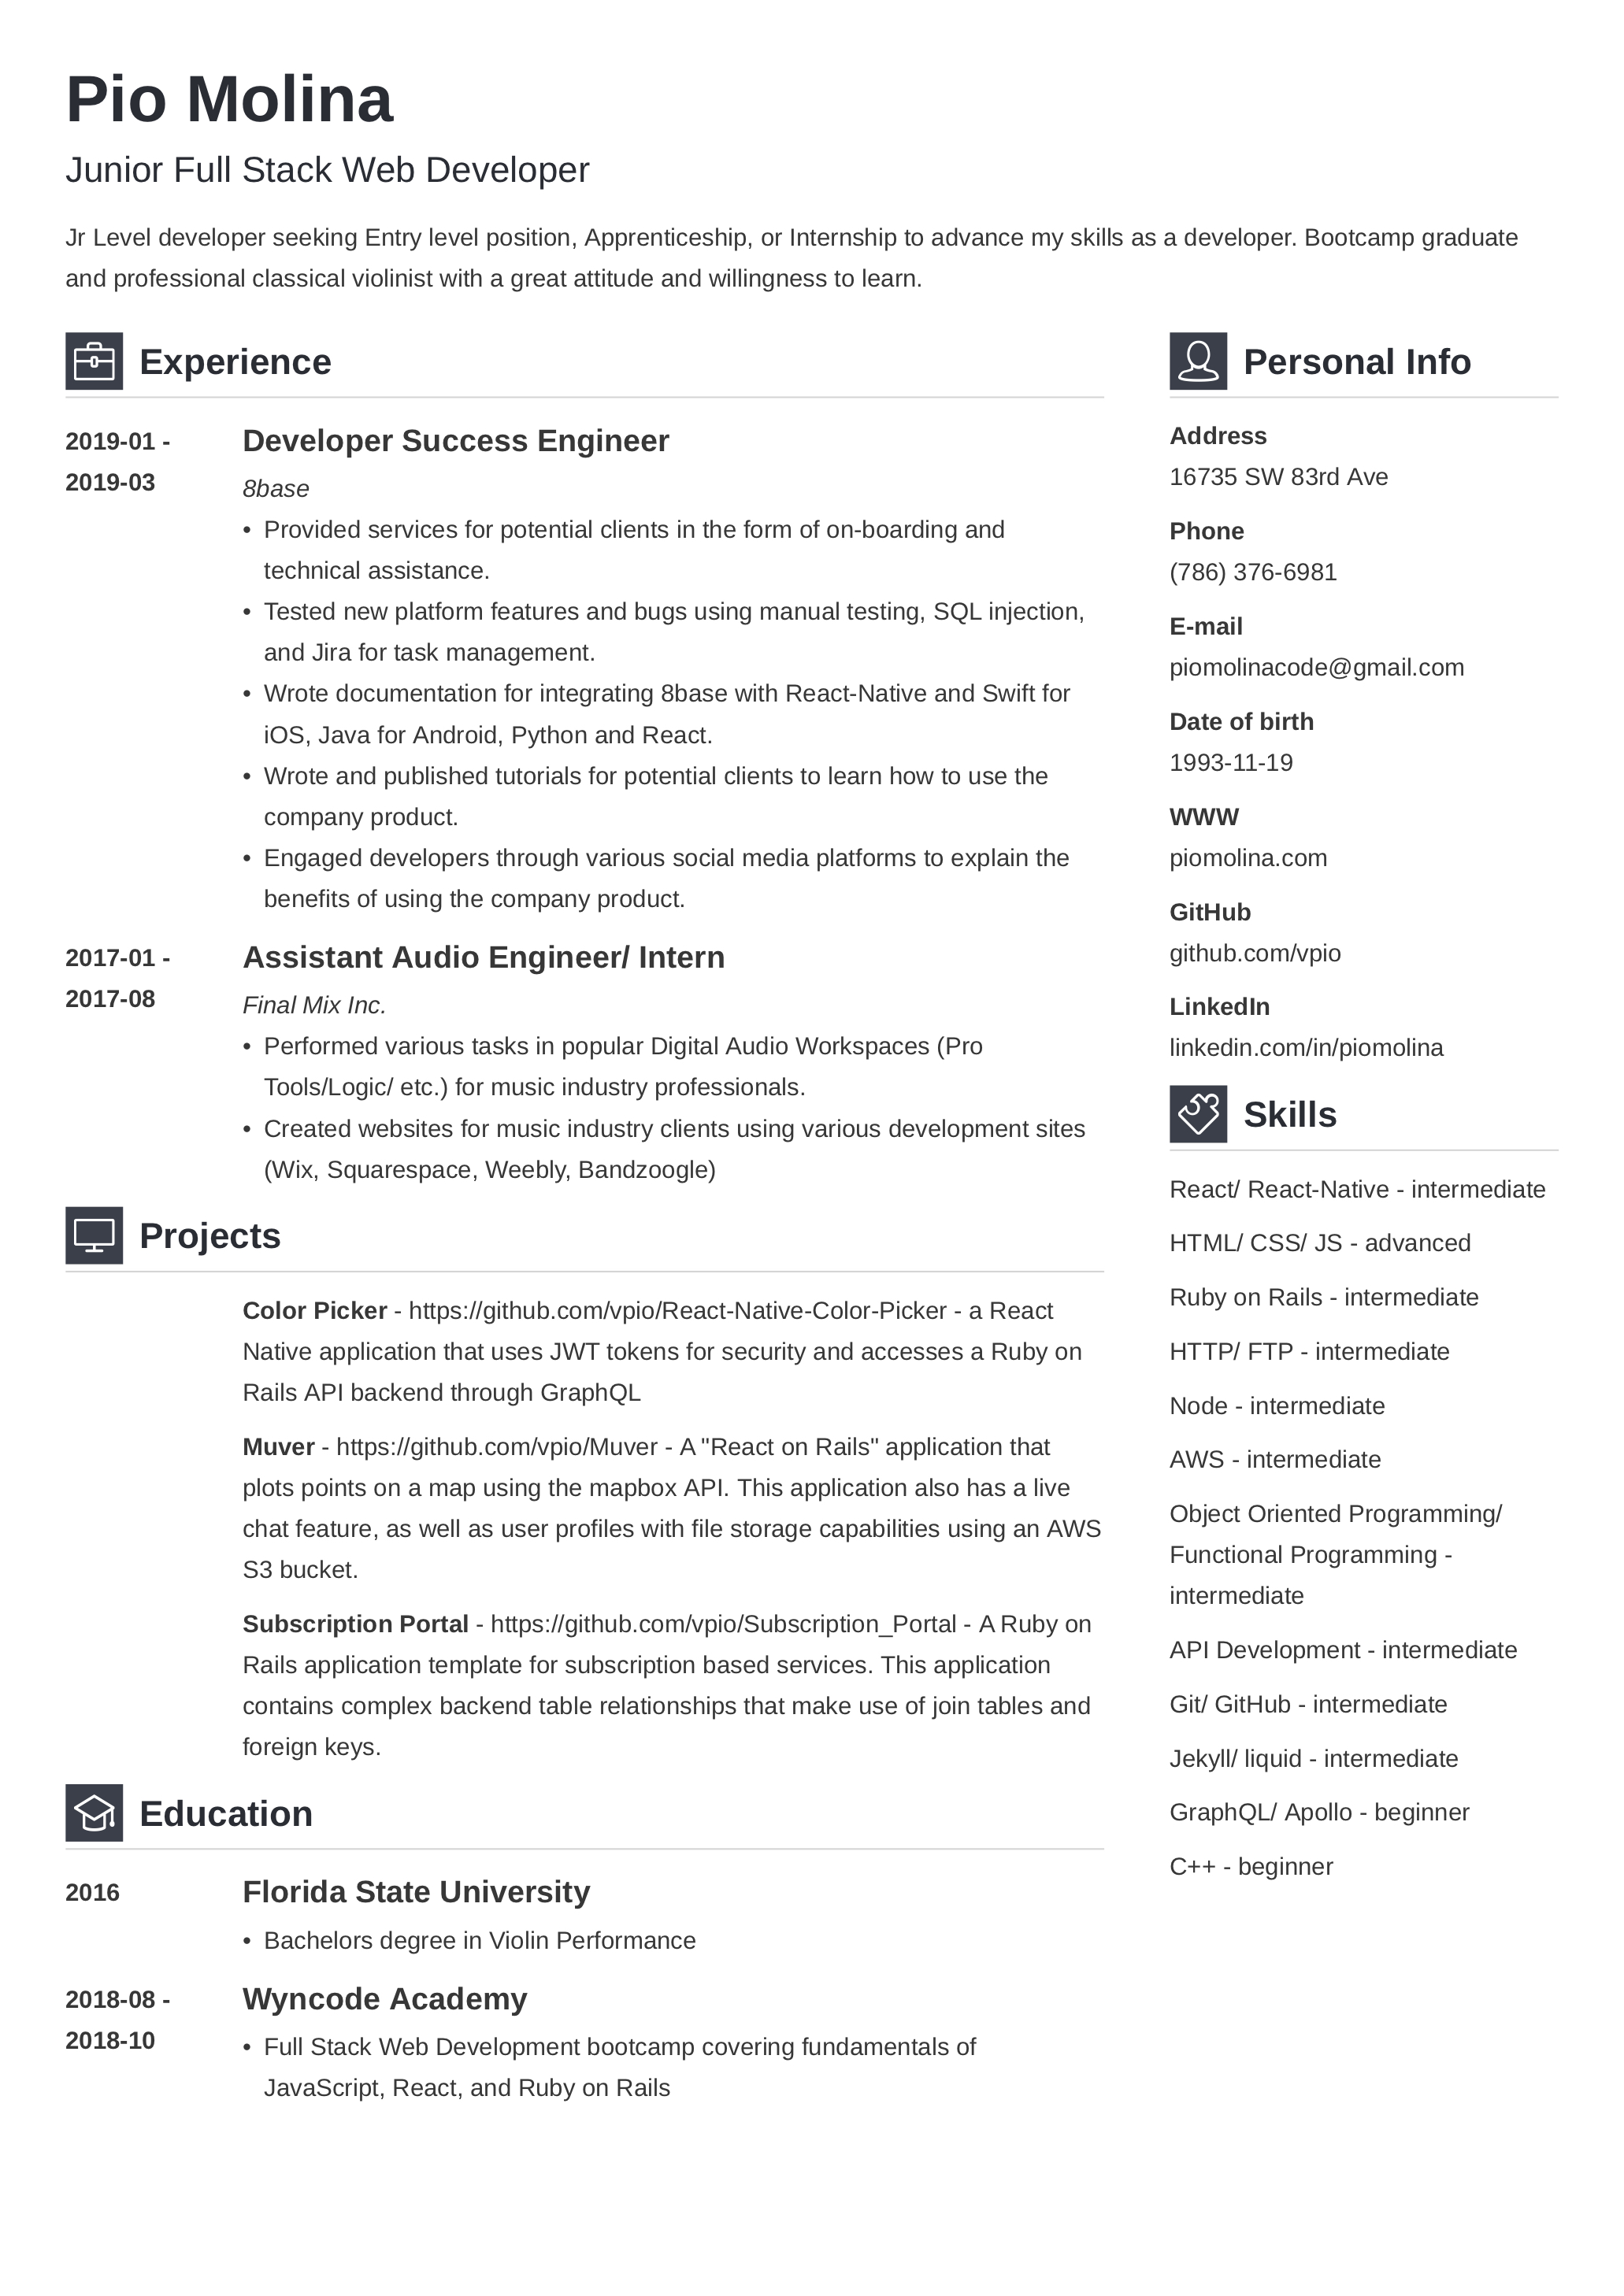 Pio Molina
Junior Full Stack Web Developer
Jr Level developer seeking Entry level position, Apprenticeship, or Internship to advance my skills as a developer. Bootcamp graduate
and professional classical violinist with a great attitude and willingness to learn.
Experience
2019-01 -
2019-03
Developer Success Engineer
8base
• Provided services for potential clients in the form of on-boarding and
technical assistance.
• Tested new platform features and bugs using manual testing, SQL injection,
and Jira for task management.
• Wrote documentation for integrating 8base with React-Native and Swift for
iOS, Java for Android, Python and React.
• Wrote and published tutorials for potential clients to learn how to use the
company product.
• Engaged developers through various social media platforms to explain the
benefits of using the company product.
2017-01 -
2017-08
Assistant Audio Engineer/ Intern
Final Mix Inc.
• Performed various tasks in popular Digital Audio Workspaces (Pro
Tools/Logic/ etc.) for music industry professionals.
• Created websites for music industry clients using various development sites
(Wix, Squarespace, Weebly, Bandzoogle)
Projects
Color Picker - https://github.com/vpio/React-Native-Color-Picker - a React
Native application that uses JWT tokens for security and accesses a Ruby on
Rails API backend through GraphQL
Muver - https://github.com/vpio/Muver - A "React on Rails" application that
plots points on a map using the mapbox API. This application also has a live
chat feature, as well as user profiles with file storage capabilities using an AWS
S3 bucket.
Subscription Portal - https://github.com/vpio/Subscription_Portal - A Ruby on
Rails application template for subscription based services. This application
contains complex backend table relationships that make use of join tables and
foreign keys.
Education
2016
Florida State University
• Bachelors degree in Violin Performance
2018-08 -
2018-10
Wyncode Academy
• Full Stack Web Development bootcamp covering fundamentals of
JavaScript, React, and Ruby on Rails
Personal Info
Address
16735 SW 83rd Ave
Phone
(786) 376-6981
E-mail
piomolinacode@gmail.com
Date of birth
1993-11-19
WWW
piomolina.com
GitHub
github.com/vpio
LinkedIn
linkedin.com/in/piomolina
Skills
React/ React-Native - intermediate
HTML/ CSS/ JS - advanced
Ruby on Rails - intermediate
HTTP/ FTP - intermediate
Node - intermediate
AWS - intermediate
Object Oriented Programming/
Functional Programming -
intermediate
API Development - intermediate
Git/ GitHub - intermediate
Jekyll/ liquid - intermediate
GraphQL/ Apollo - beginner
C++ - beginner